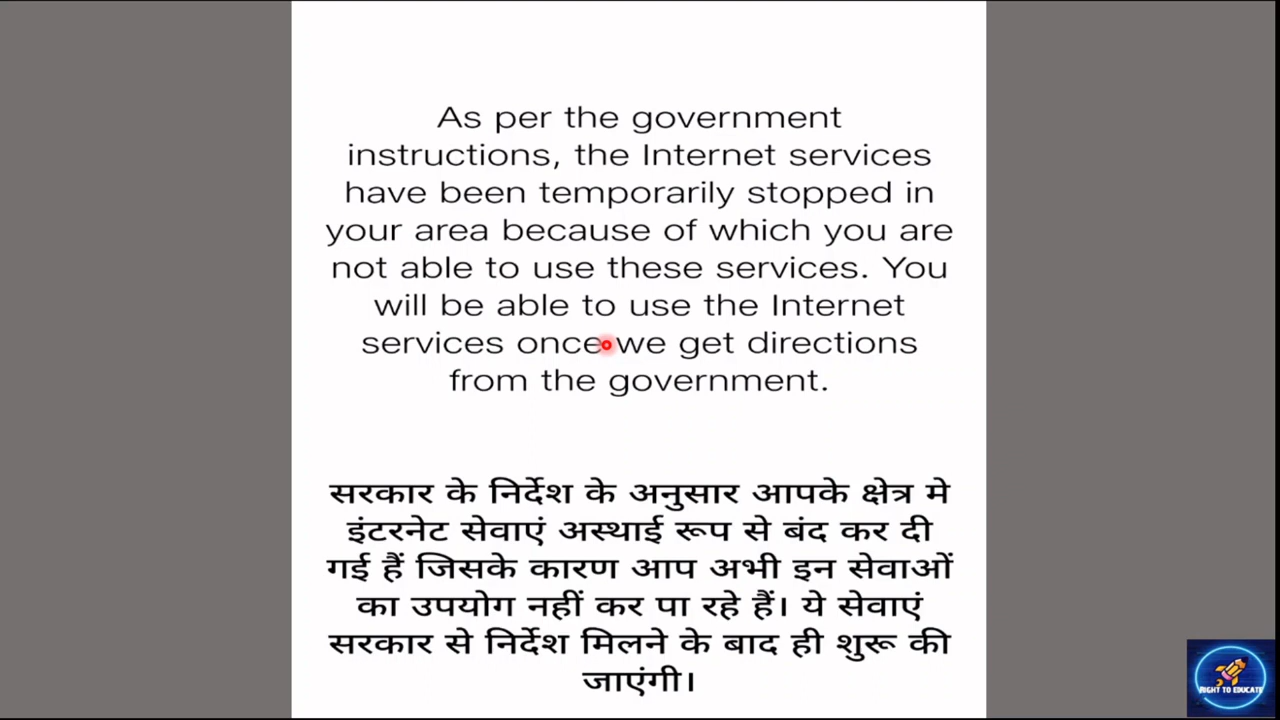 As per the government
instructions, the Internet services
have been temporarily stopped in
your area because of which you are
not able to use these services. You
will be able to use the Internet
services once we get directions
from the government.
सरकार के निर्देश के अनुसार आपके क्षेत्र मे
इंटरनेट सेवाएं अस्थाई रूप से बंद कर दी
गई हैं जिसके कारण आप अभी इन सेवाओं
का उपयोग नहीं कर पा रहे हैं। ये सेवाएं
सरकार से निर्देश मिलने के बाद ही शुरू की
जाएंगी।
RIGHT TO EDUCATE